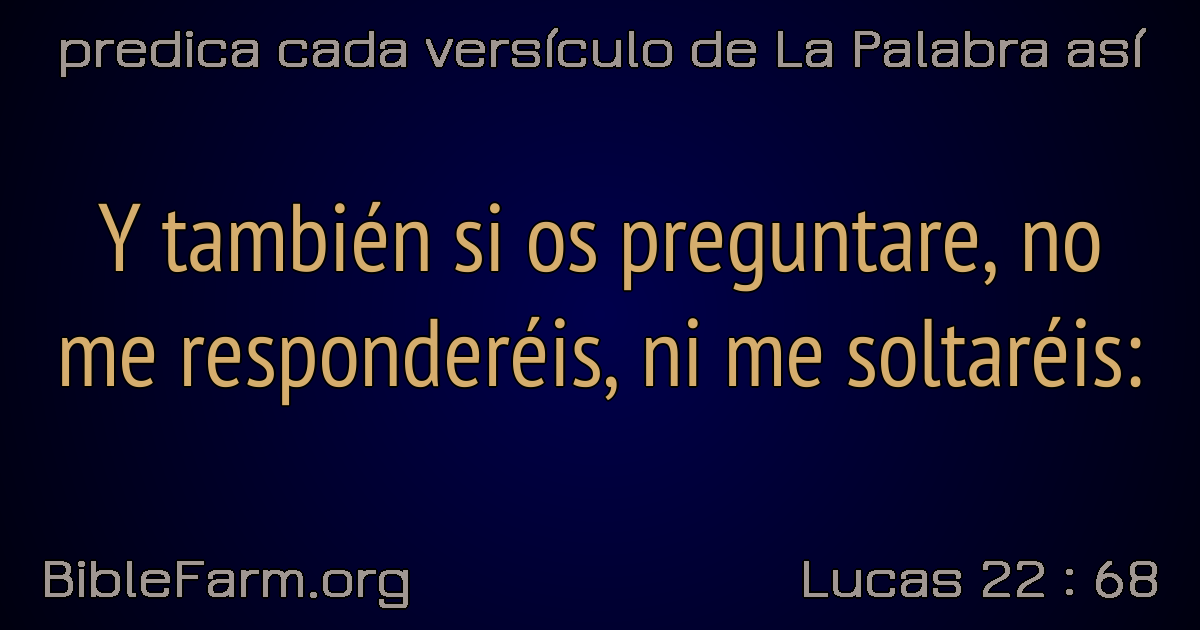 predica cada versículo de La Palabra así
Y también si os preguntare, no
me responderéis, ni me soltaréis:
BibleFarm.org
Lucas 22 : 68